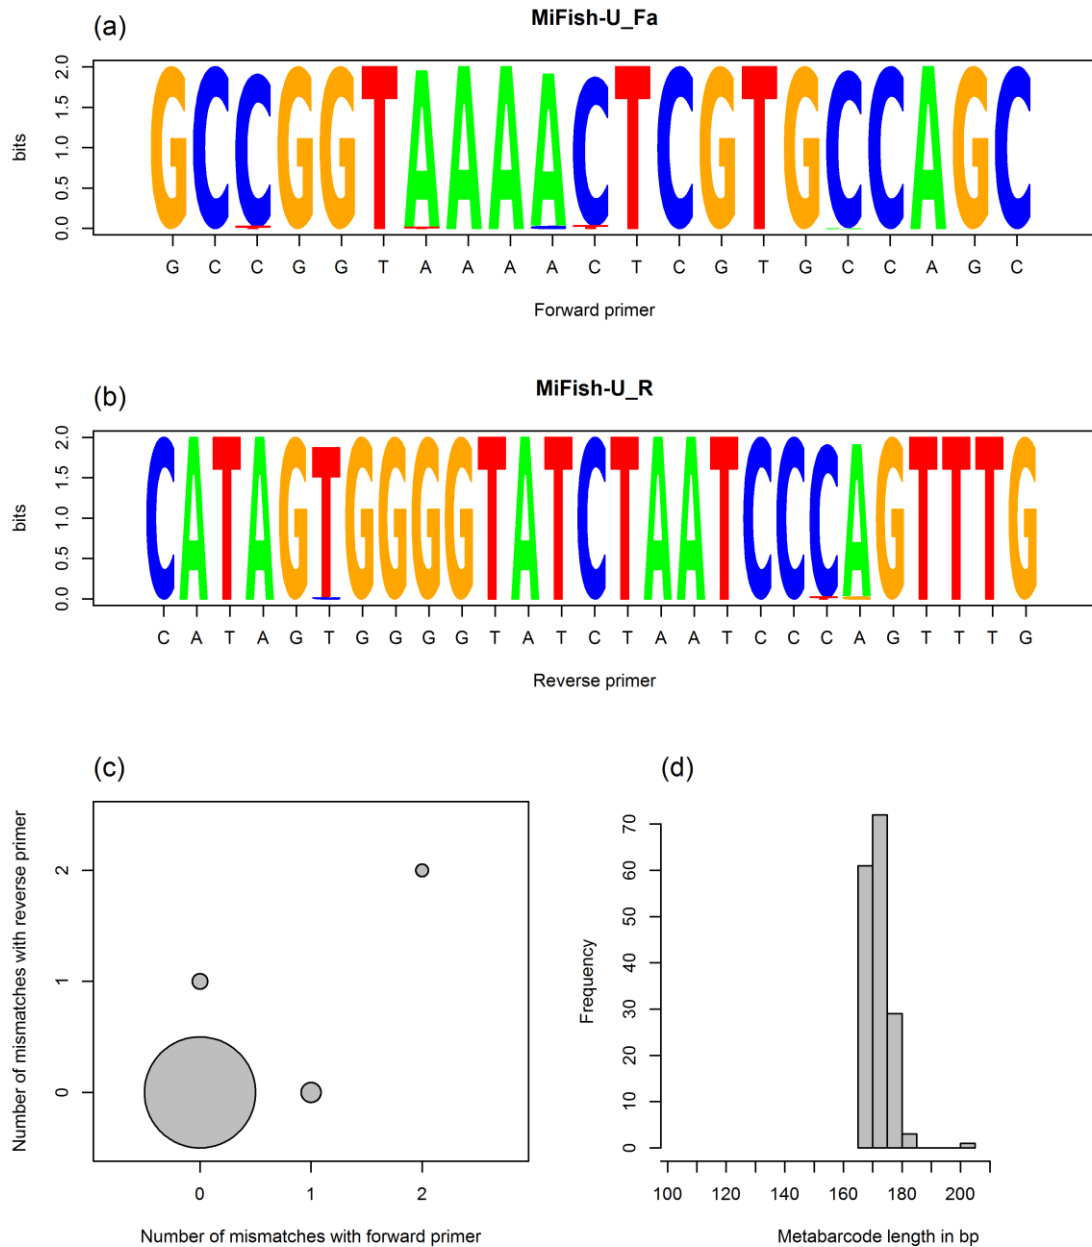 (a)
MiFish-U_Fa
bits
0.0 0.5 1.0 1.5 2.0
GCCGGTAAAACTCGTGCCAGC
G C C G G T A A A A C T C G T G C C A G C
Forward primer
(b)
MiFish-U_R
bits
0.0 0.5 1.0 1.5 2.0
CATAGTGGGGTATCTAATCCCAGTTTG
C A T A G T G G G G T A T C T A A T C C C A G T T T G
Reverse primer
(c)
Number of mismatches with reverse primer
0 1 2
0 1 2
Number of mismatches with forward primer
(d)
Frequency
0 10 20 30 40 50 60 70
100 120 140 160 180 200
Metabarcode length in bp